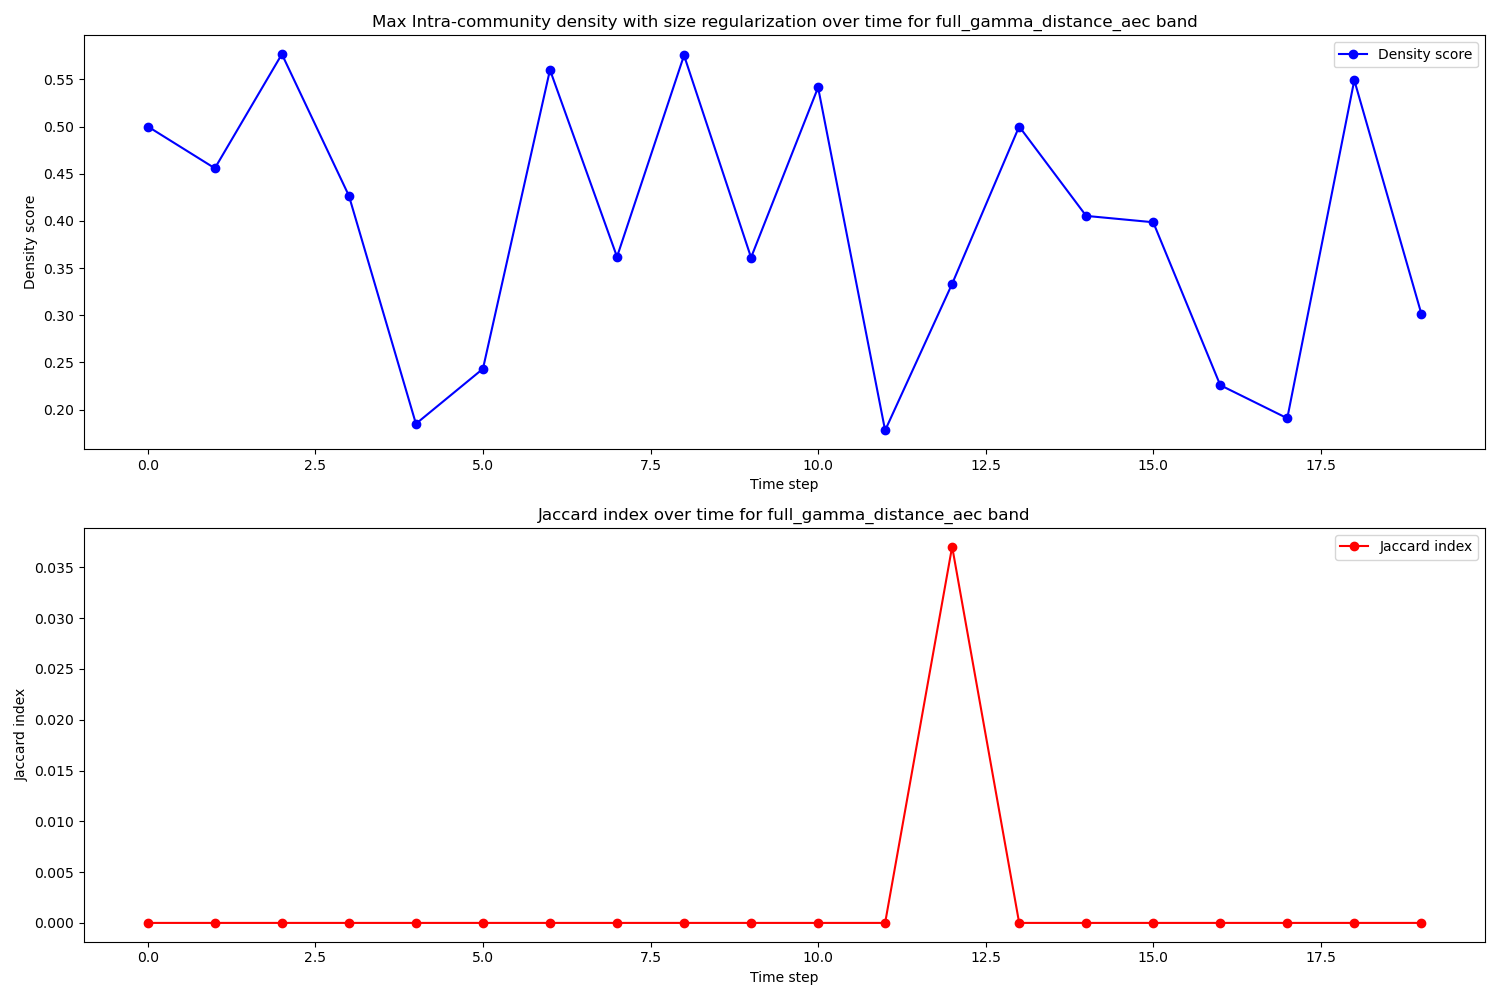 Max Intra-community density with size regularization over time for full_gamma_distance_aec band
Density score
0.55
0.50
0.45
0.40
0.35
0.30
0.25
0.20
Density score
0.0 2.5 5.0 7.5 10.0 12.5 15.0 17.5
Time step
Jaccard index over time for full_gamma_distance_aec band
Jaccard index
0.035
0.030
0.025
0.020
0.015
0.010
0.005
0.000
Jaccard index
0.0 2.5 5.0 7.5 10.0 12.5 15.0 17.5
Time step